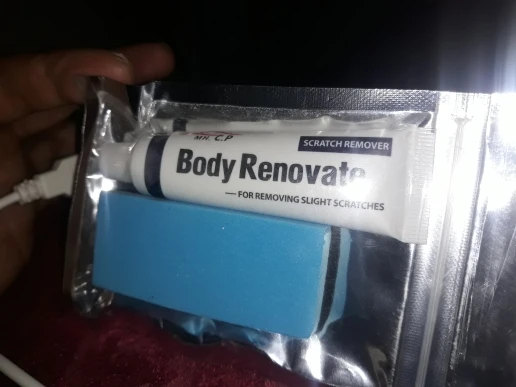 MR. C.P
SCRATCH REMOVER
Body Renovate
— FOR REMOVING SLIGHT SCRATCHES